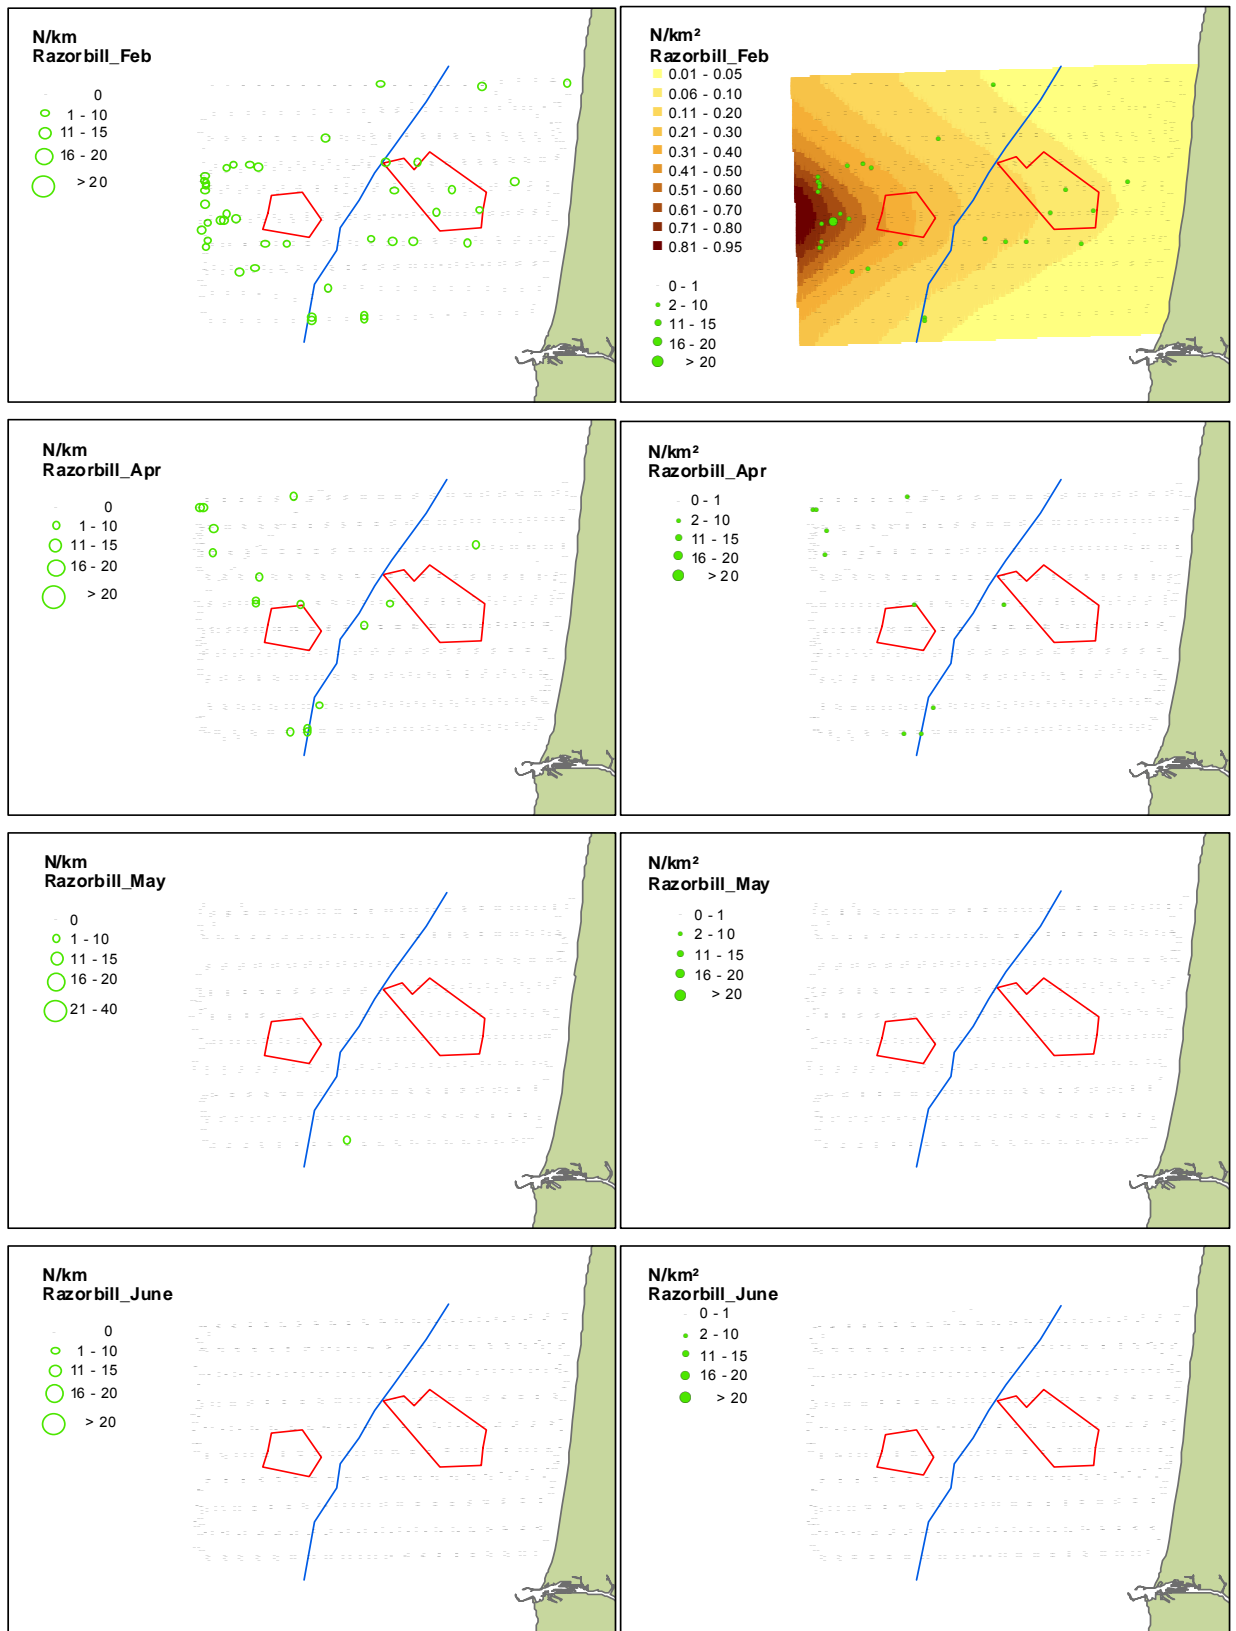 N/km
Razorbill_Feb
0
1 - 10
11 - 15
16 - 20
> 20
N/km²
Razorbill_Feb
0.01 - 0.05
0.06 - 0.10
0.11 - 0.20
0.21 - 0.30
0.31 - 0.40
0.41 - 0.50
0.51 - 0.60
0.61 - 0.70
0.71 - 0.80
0.81 - 0.95
0 - 1
2 - 10
11 - 15
16 - 20
> 20
N/km
Razorbill_Apr
0
1 - 10
11 - 15
16 - 20
> 20
N/km²
Razorbill_Apr
0 - 1
2 - 10
11 - 15
16 - 20
> 20
N/km
Razorbill_May
0
1 - 10
11 - 15
16 - 20
21 - 40
N/km²
Razorbill_May
0 - 1
2 - 10
11 - 15
16 - 20
> 20
N/km
Razorbill_June
0
1 - 10
11 - 15
16 - 20
> 20
N/km²
Razorbill_June
0 - 1
2 - 10
11 - 15
16 - 20
> 20